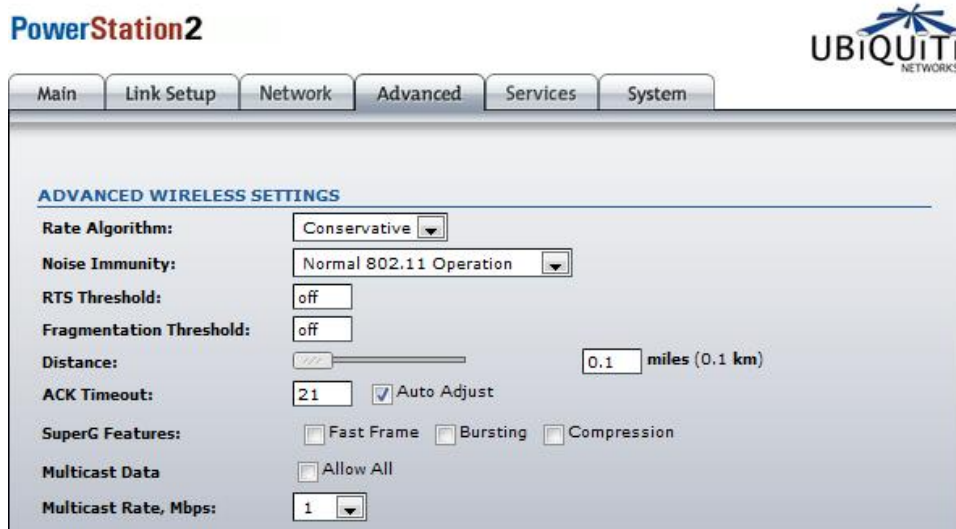 PowerStation2
UBiQUiTi
NETWORKS
Main Link Setup Network Advanced Services System
ADVANCED WIRELESS SETTINGS
Rate Algorithm: Conservative
Noise Immunity: Normal 802.11 Operation
RTS Threshold: off
Fragmentation Threshold: off
Distance: 0.1 miles (0.1 km)
ACK Timeout: 21 Auto Adjust
SuperG Features: Fast Frame Bursting Compression
Multicast Data Allow All
Multicast Rate, Mbps: 1